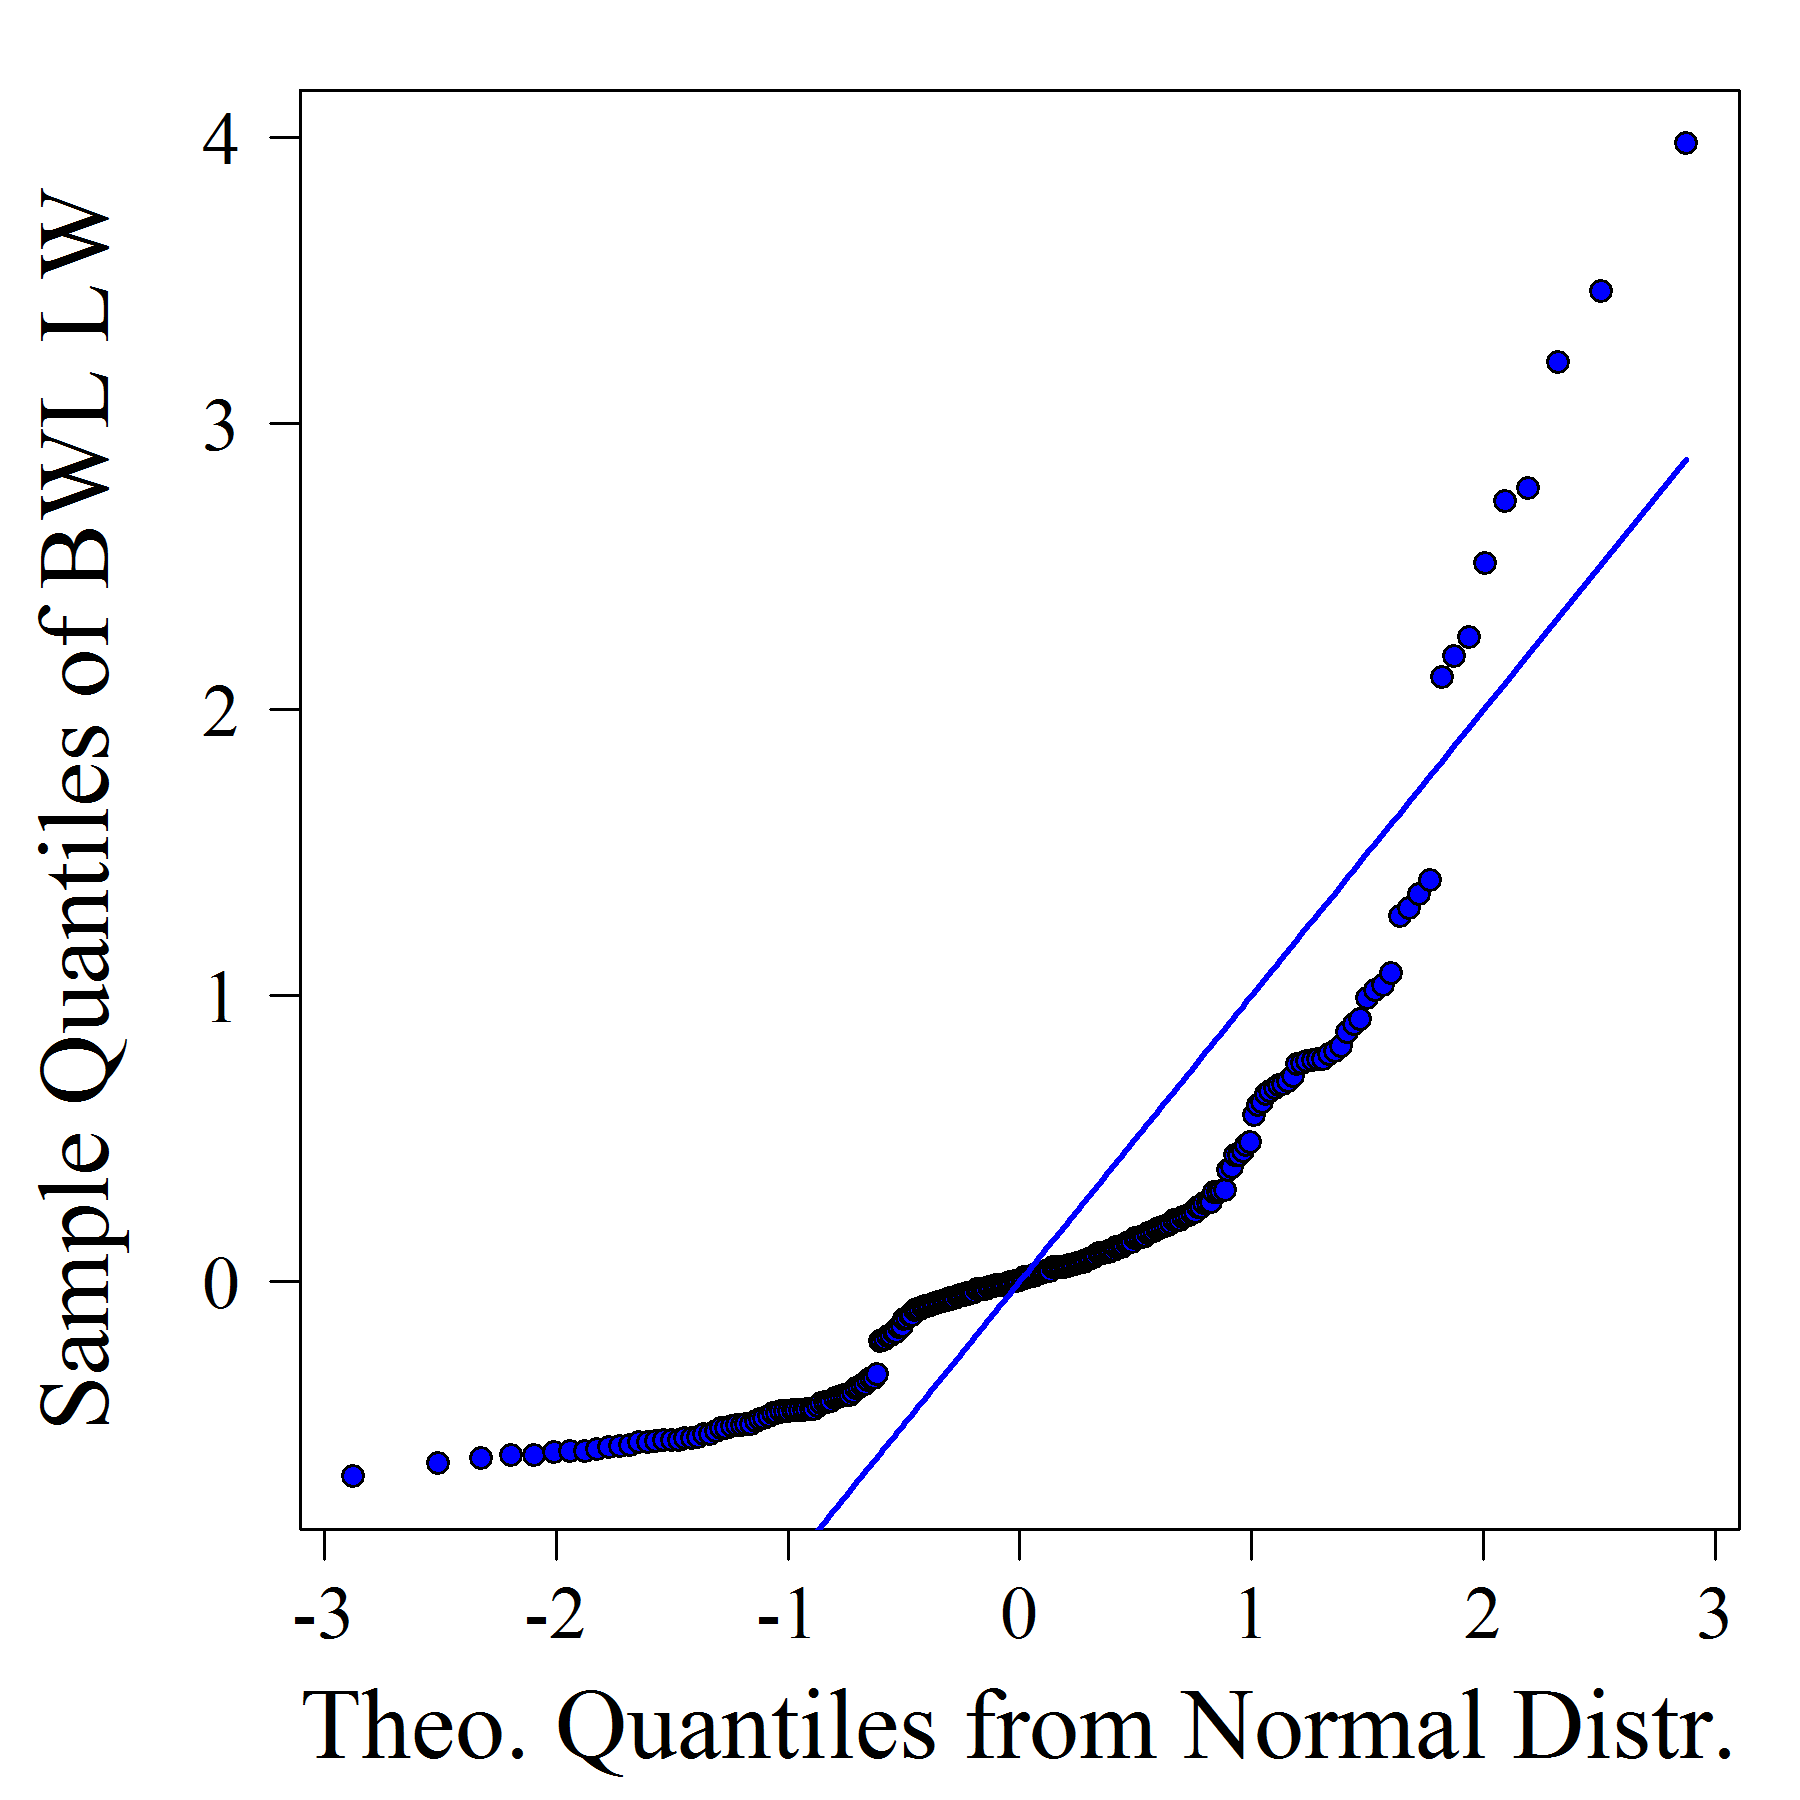 Sample Quantiles of BWL LW
4
3
2
1
0
-3 -2 -1 0 1 2 3
Theo. Quantiles from Normal Distr.